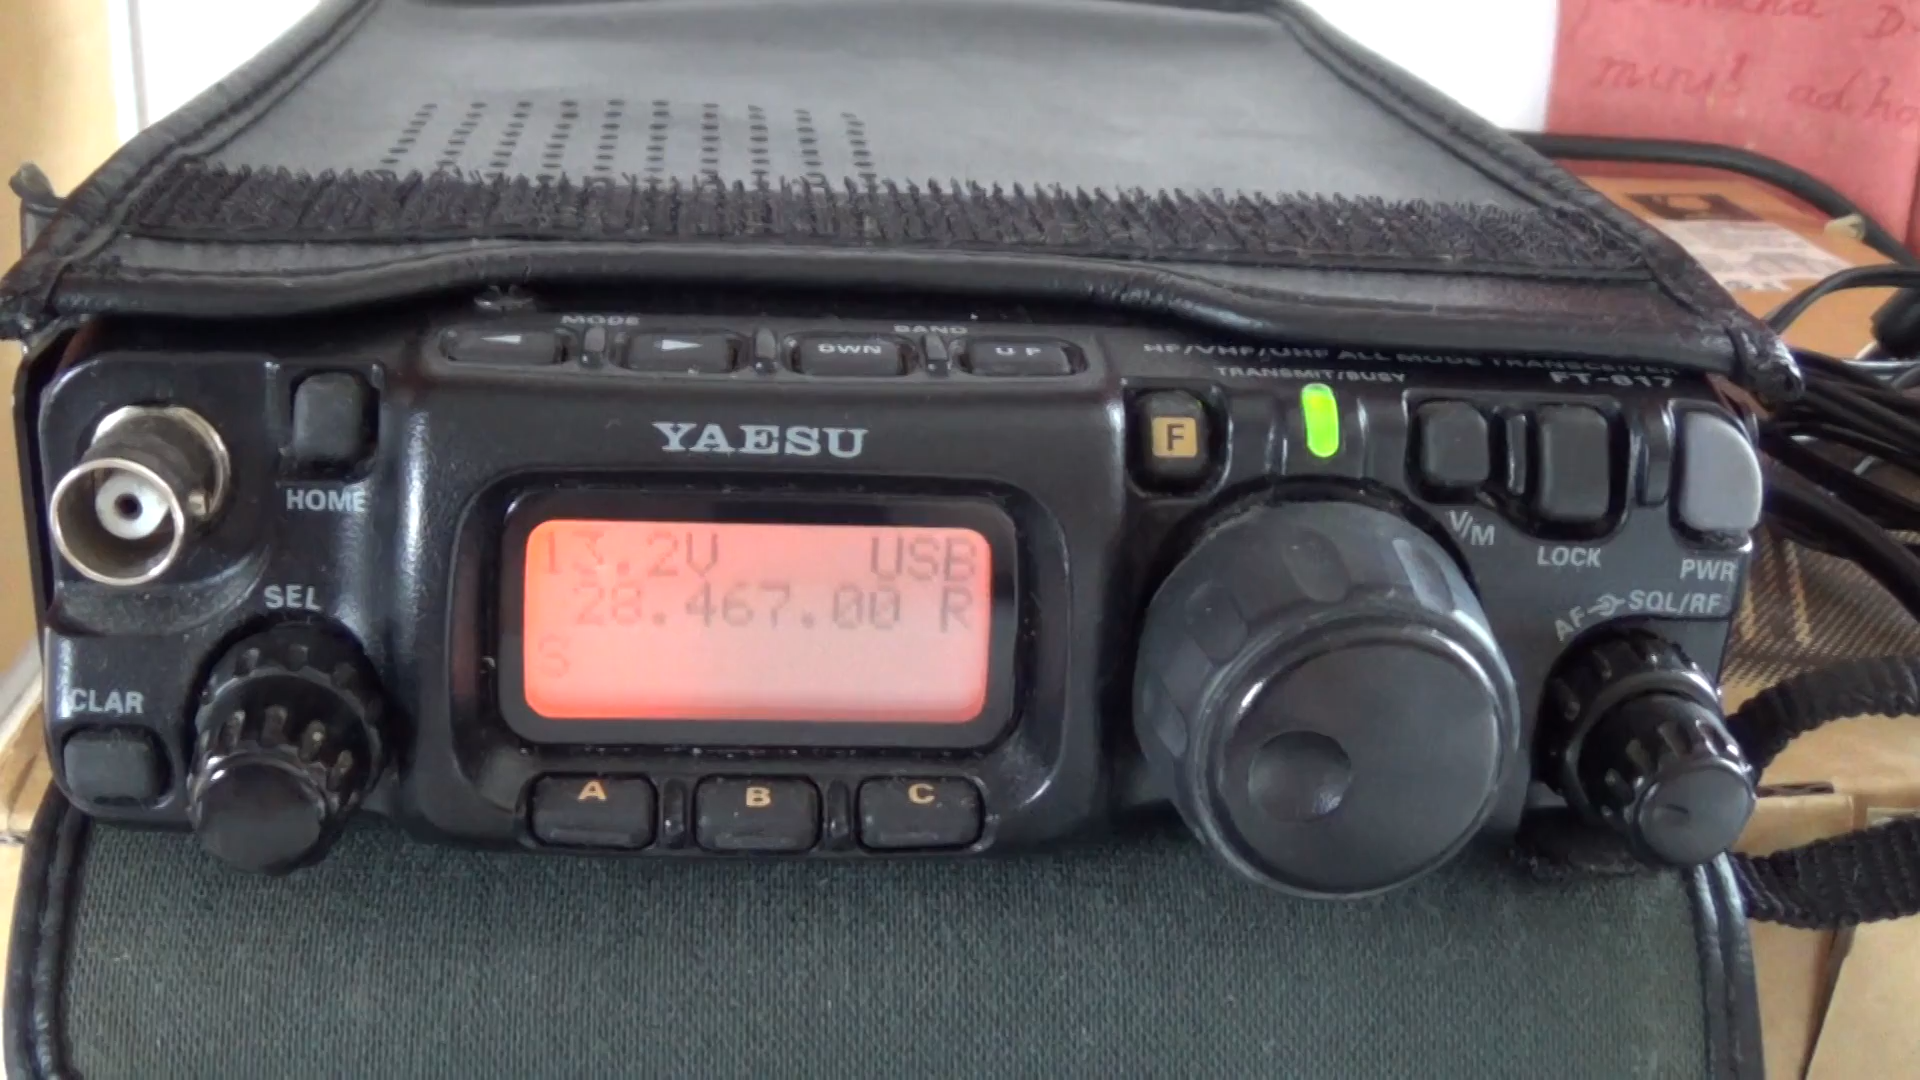 MODE
BAND
DWN
UP
HF/VHF/UHF ALL MODE TRANSCEIVER
FT-817
TRANSMIT/BUSY
YAESU
F
HOME
V/M
LOCK
PWR
13.2V USB
28.467.00 R
S
SEL
AF
SQL/RF
CLAR
A
B
C